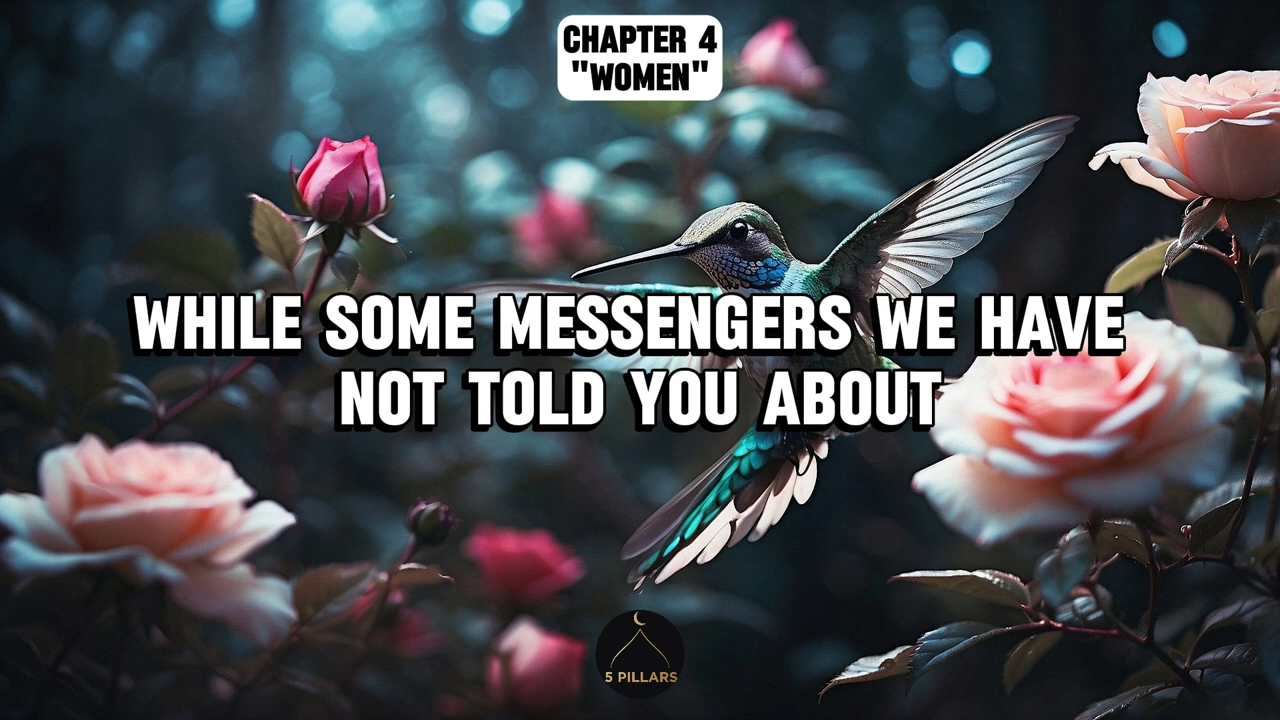 CHAPTER 4
"WOMEN"
WHILE SOME MESSENGERS WE HAVE
NOT TOLD YOU ABOUT
5 PILLARS